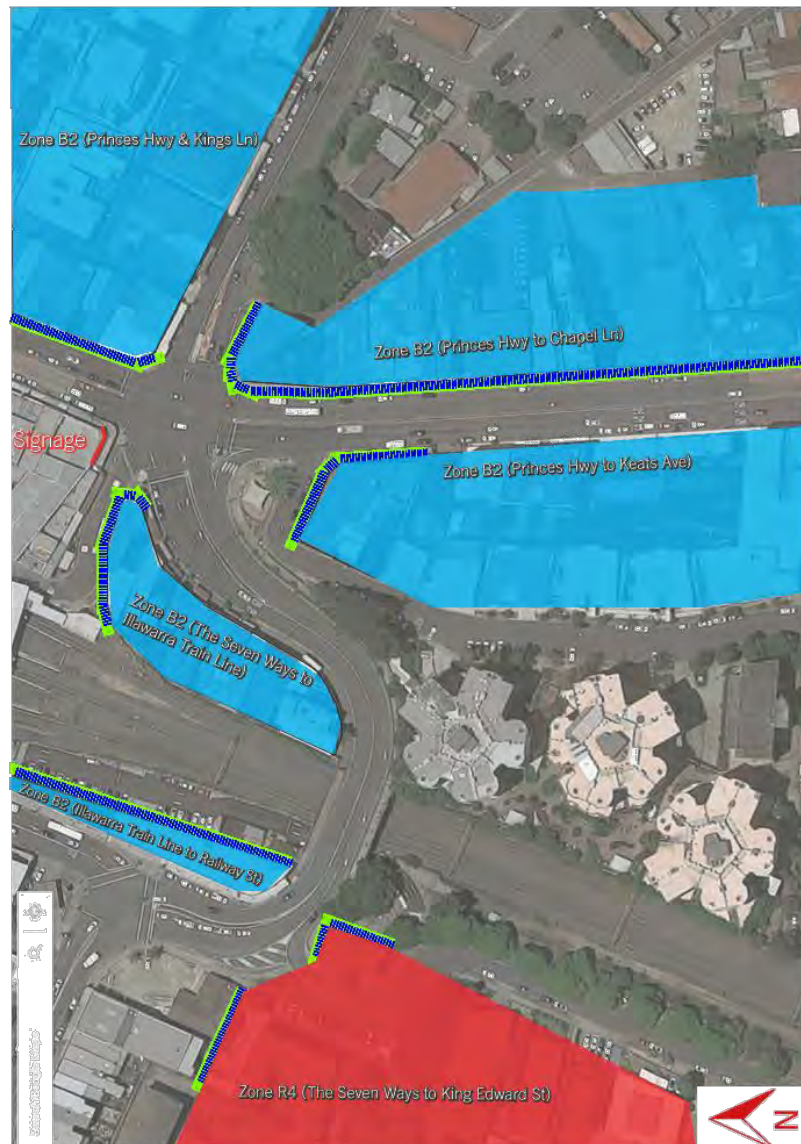 Zone B2 (Princes Hwy & Kings Ln)
Zone B2 (Princes Hwy to Chapel Ln)
Signage
Zone B2 (Princes Hwy to Keats Ave)
Zone B2 (The Seven Ways to
Illawarra Train Line)
Zone B2 (Illawarra Train Line to Railway St)
Zone R4 (The Seven Ways to King Edward St)
N